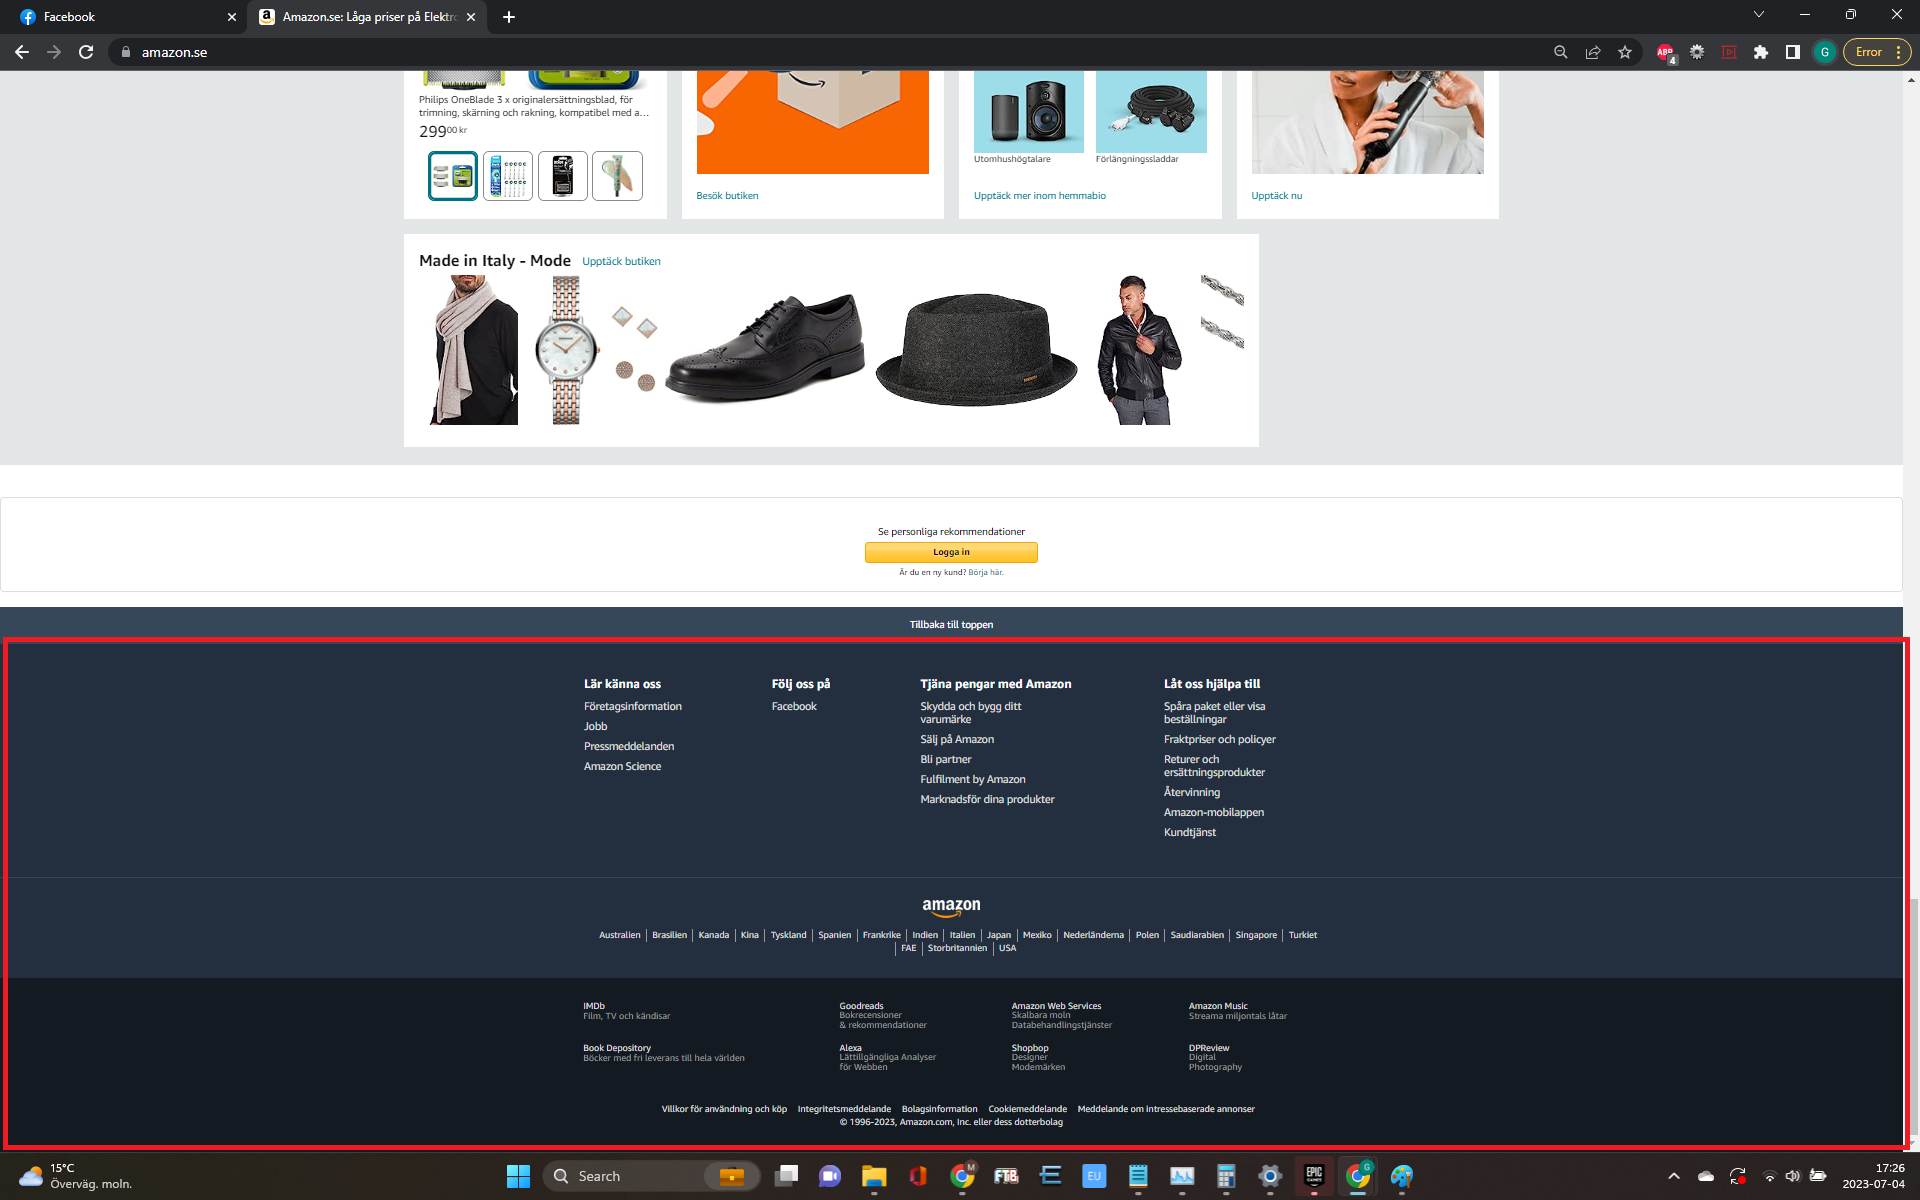 Facebook
Amazon.se: Låga priser på Elektro
amazon.se
ABP
4
G
Error
Philips OneBlade 3 x originalersättningsblad, för
trimning, skärning och rakning, kompatibel med a...
299 00 kr
Besök butiken
Utomhushögtalare
Förlängningssladdar
Upptäck mer inom hemmabio
Upptäck nu
Made in Italy - Mode Upptäck butiken
Se personliga rekommendationer
Logga in
Är du en ny kund? Börja här.
Tillbaka till toppen
Lär känna oss
Företagsinformation
Jobb
Pressmeddelanden
Amazon Science
Följ oss på
Facebook
Tjäna pengar med Amazon
Skydda och bygg ditt
varumärke
Sälj på Amazon
Bli partner
Fulfilment by Amazon
Marknadsför dina produkter
Låt oss hjälpa till
Spåra paket eller visa
beställningar
Fraktpriser och policyer
Returer och
ersättningsprodukter
Återvinning
Amazon-mobilappen
Kundtjänst
amazon
Australien Brasilien Kanada Kina Tyskland Spanien Frankrike Indien Italien Japan Mexiko Nederländerna Polen Saudiarabien Singapore Turkiet
FAE Storbritannien USA
IMDb
Film, TV och kändisar
Goodreads
Bokrecensioner
& rekommendationer
Amazon Web Services
Skalbara moln
Databehandlingstjänster
Amazon Music
Streama miljontals låtar
Book Depository
Böcker med fri leverans till hela världen
Alexa
Lättillgängliga Analyser
för Webben
Shopbop
Designer
Modemärken
DPReview
Digital
Photography
Villkor för användning och köp Integritetsmeddelande Bolagsinformation Cookiemeddelande Meddelande om intressebaserade annonser
© 1996-2023, Amazon.com, Inc. eller dess dotterbolag
15°C
Överväg. moln.
Search
M
FTB
EU
EPIC
GAMES
G
17:26
2023-07-04